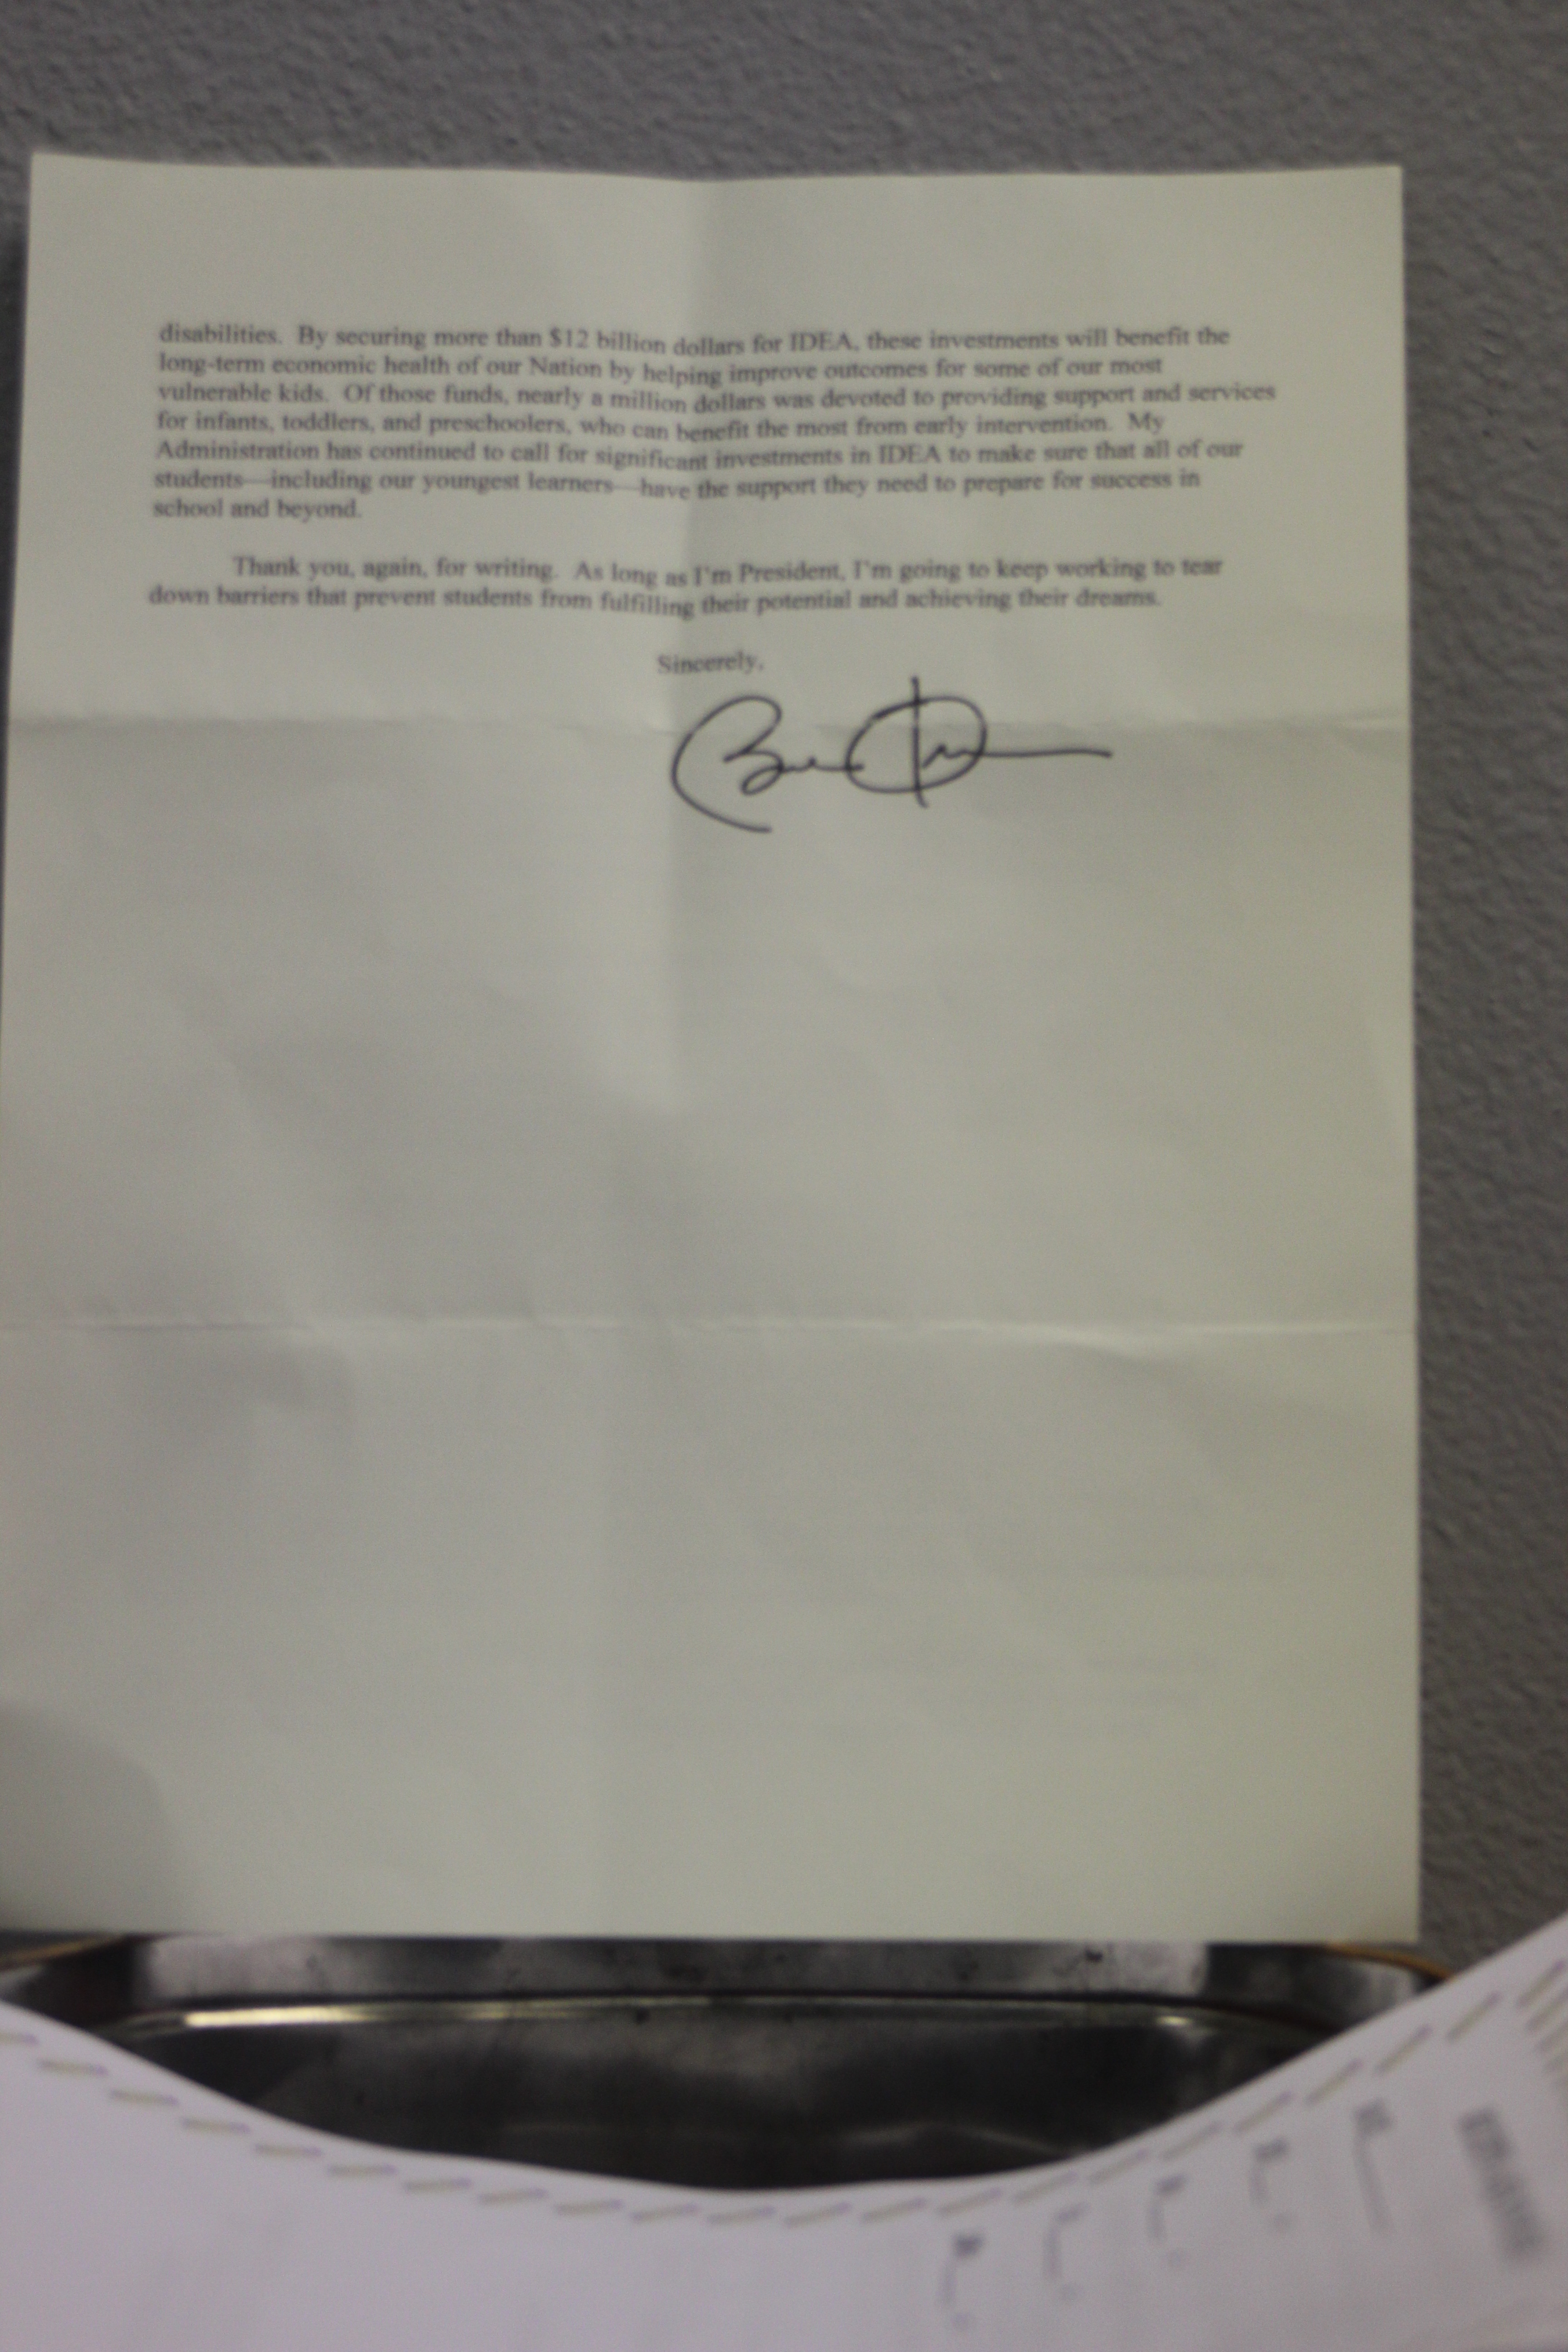 disabilities.  By securing more than $12 billion dollars for IDEA, these investments will benefit the
long-term economic health of our Nation by helping improve outcomes for some of our most
vulnerable kids.  Of those funds, nearly a million dollars was devoted to providing support and services
for infants, toddlers, and preschoolers, who can benefit the most from early intervention.  My
Administration has continued to call for significant investments in IDEA to make sure that all of our
students—including our youngest learners—have the support they need to prepare for success in
school and beyond.
Thank you, again, for writing.  As long as I'm President, I'm going to keep working to tear
down barriers that prevent students from fulfilling their potential and achieving their dreams.
Sincerely,